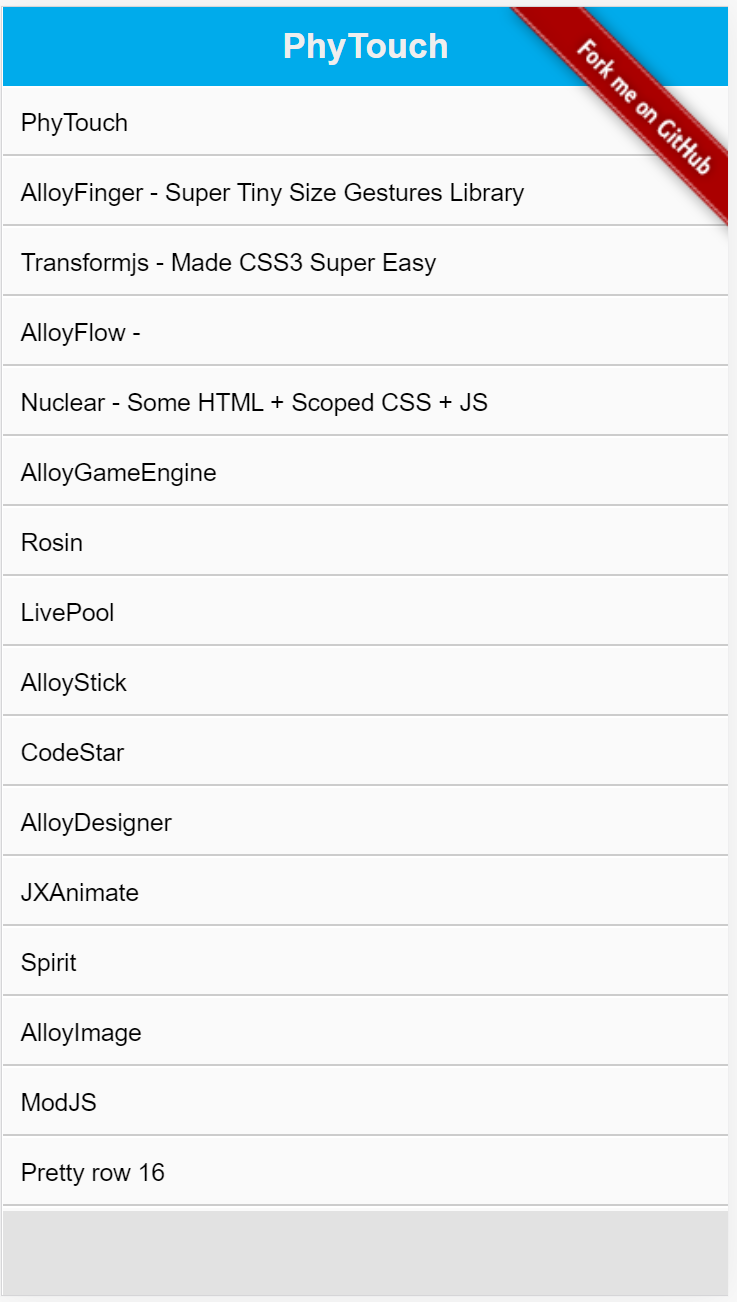 PhyTouch
Fork me on GitHub
PhyTouch
AlloyFinger - Super Tiny Size Gestures Library
Transformjs - Made CSS3 Super Easy
AlloyFlow -
Nuclear - Some HTML + Scoped CSS + JS
AlloyGameEngine
Rosin
LivePool
AlloyStick
CodeStar
AlloyDesigner
JXAnimate
Spirit
AlloyImage
ModJS
Pretty row 16